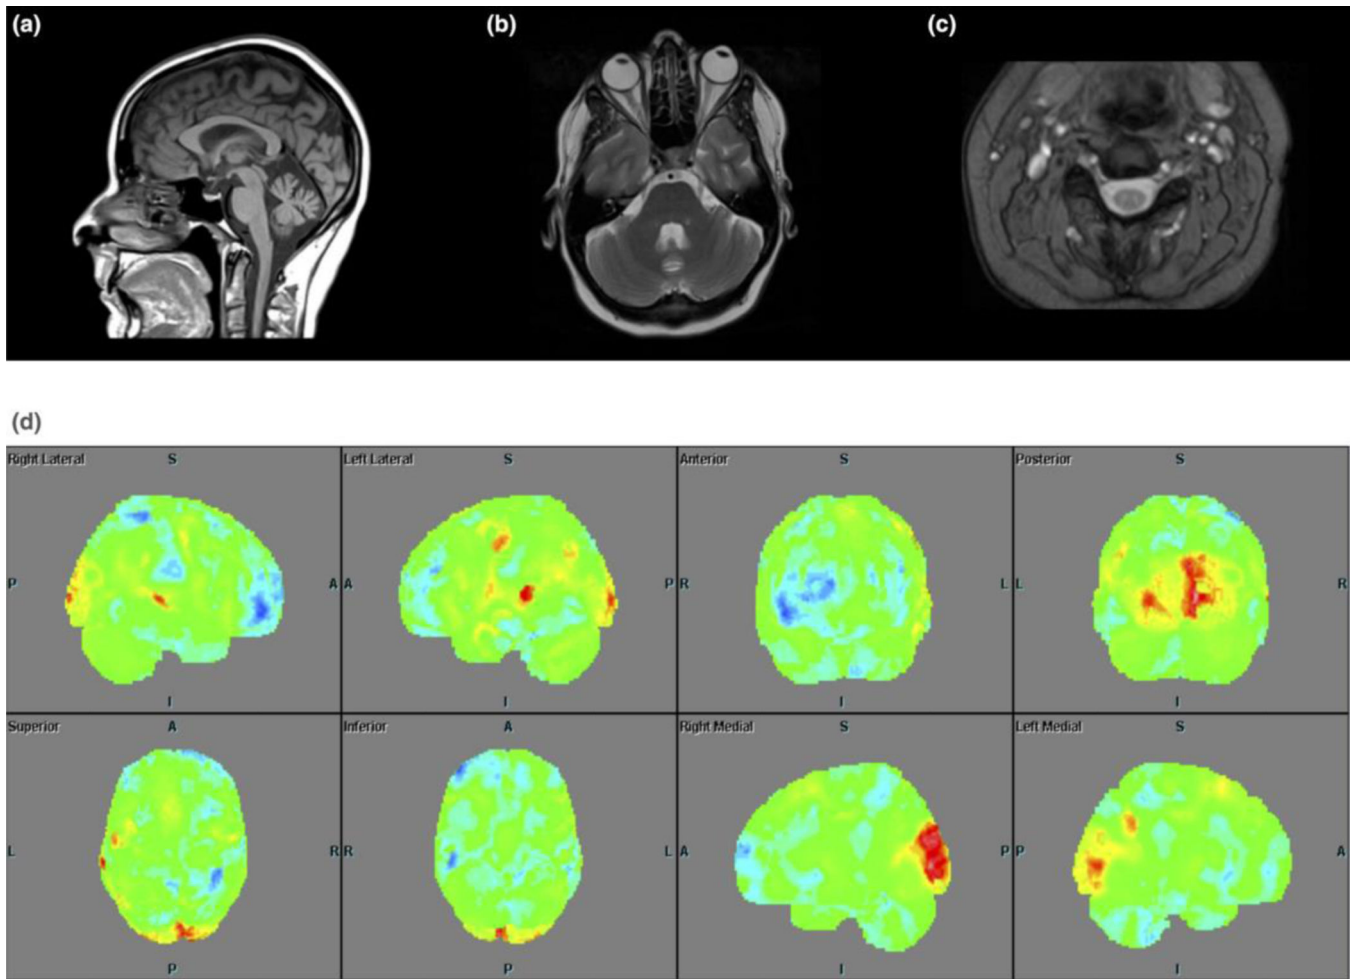 (a) (b) (c)
(d)
Right Lateral S Left Lateral S Anterior S Posterior S
P A A P R L L R
I I I I
Superior A Inferior A Right Medial S Left Medial S
L R R L A P P A
P P I I